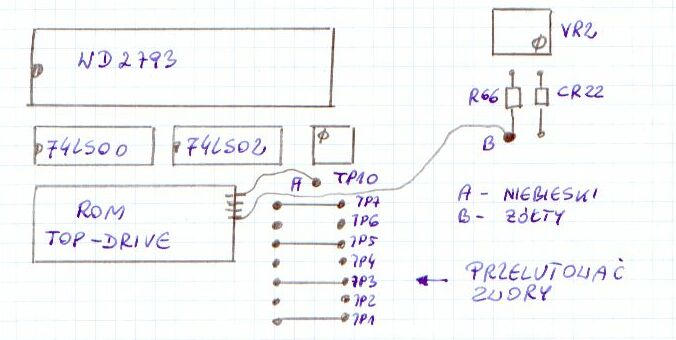 WD2793
VR2
R66
CR22
74LS00
74LS02
B
A
TP10
ROM
TOP-DRIVE
TP7
TP6
TP5
TP4
TP3
TP2
TP1
A - NIEBIESKI
B - ŻÓŁTY
PRZELUTOWAĆ
ZWORY